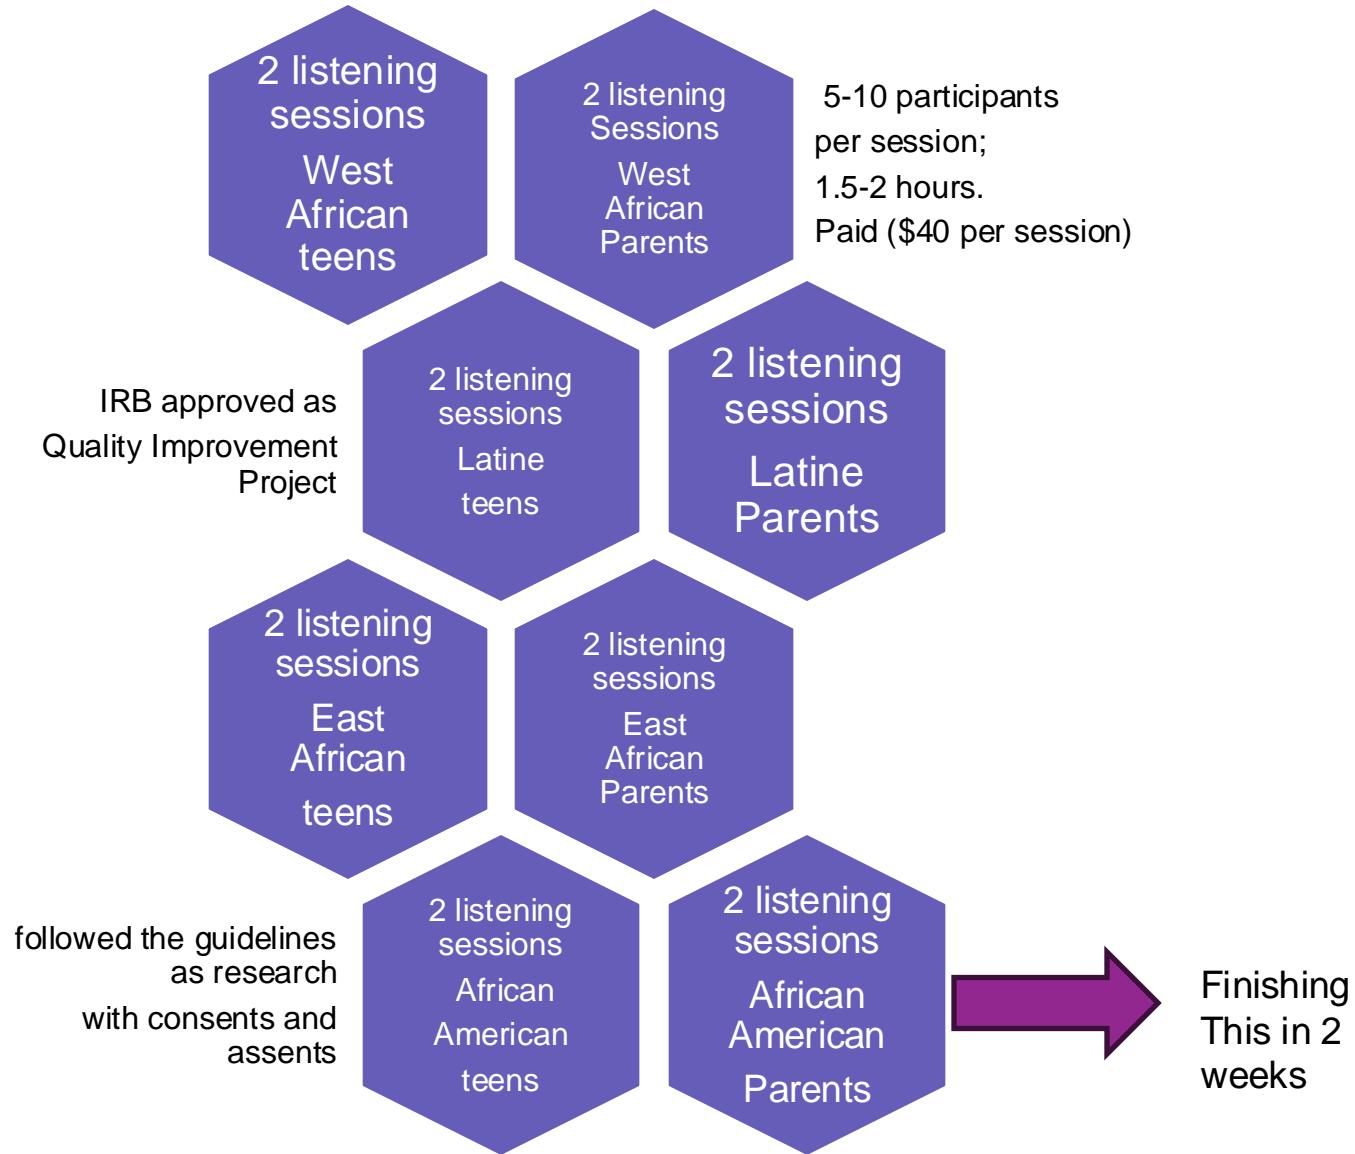 2 listening
sessions
West
African
teens
2 listening
Sessions
West
African
Parents
5-10 participants
per session;
1.5-2 hours.
Paid ($40 per session)
IRB approved as
Quality Improvement
Project
2 listening
sessions
Latine
teens
2 listening
sessions
Latine
Parents
2 listening
sessions
East
African
teens
2 listening
sessions
East
African
Parents
followed the guidelines
as research
with consents and
assents
2 listening
sessions
African
American
teens
2 listening
sessions
African
American
Parents
Finishing
This in 2
weeks